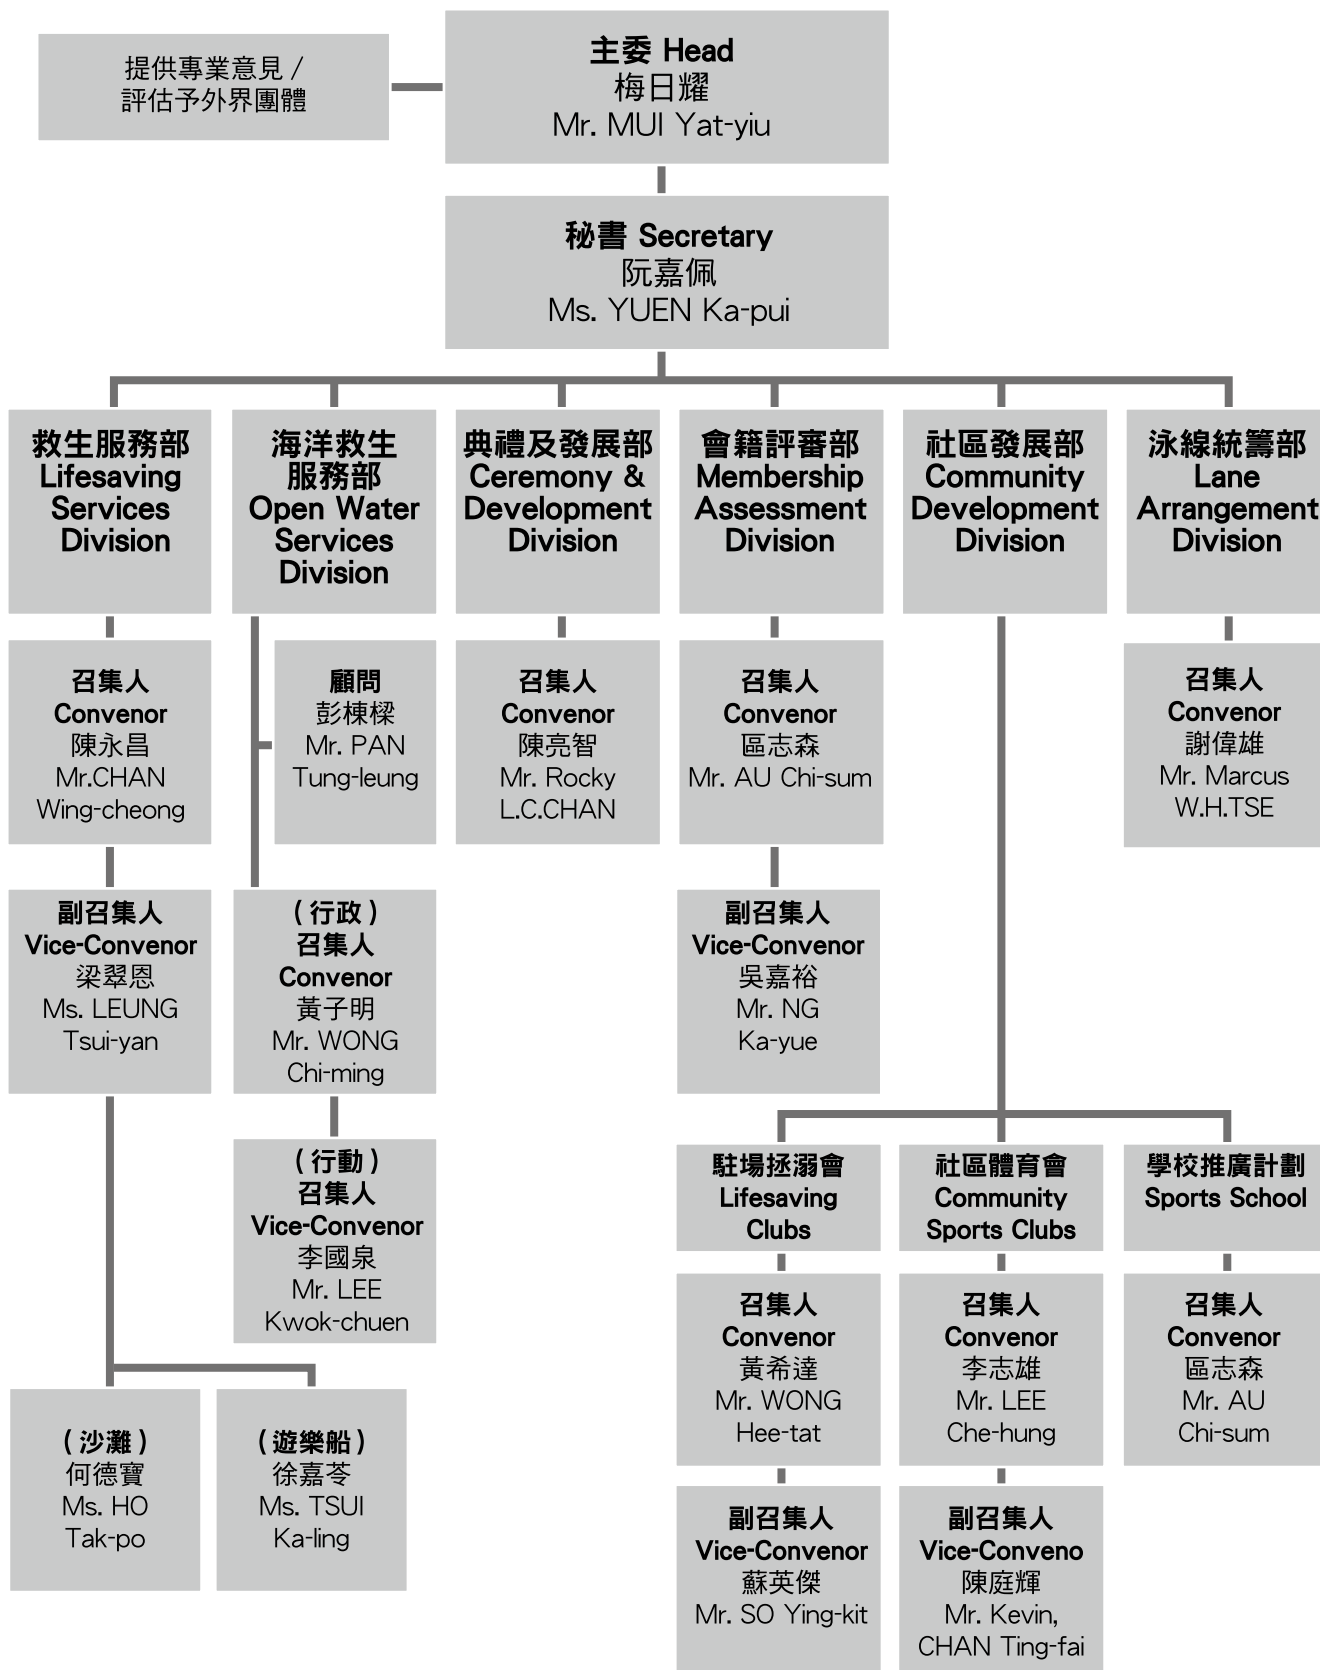 提供專業意見 /
評估予外界團體
主委 Head
梅日耀
Mr. MUI Yat-yiu
秘書 Secretary
阮嘉佩
Ms. YUEN Ka-pui
救生服務部
Lifesaving
Services
Division
海洋救生
服務部
Open Water
Services
Division
典禮及發展部
Ceremony &
Development
Division
會籍評審部
Membership
Assessment
Division
社區發展部
Community
Development
Division
泳線統籌部
Lane
Arrangement
Division
召集人
Convenor
陳永昌
Mr.CHAN
Wing-cheong
顧問
彭棟樑
Mr. PAN
Tung-leung
召集人
Convenor
陳亮智
Mr. Rocky
L.C.CHAN
召集人
Convenor
區志森
Mr. AU Chi-sum
召集人
Convenor
謝偉雄
Mr. Marcus
W.H.TSE
副召集人
Vice-Convenor
梁翠恩
Ms. LEUNG
Tsui-yan
(行政)
召集人
Convenor
黃子明
Mr. WONG
Chi-ming
副召集人
Vice-Convenor
吳嘉裕
Mr. NG
Ka-yue
(行動)
召集人
Vice-Convenor
李國泉
Mr. LEE
Kwok-chuen
駐場拯溺會
Lifesaving
Clubs
社區體育會
Community
Sports Clubs
學校推廣計劃
Sports School
召集人
Convenor
黃希達
Mr. WONG
Hee-tat
召集人
Convenor
李志雄
Mr. LEE
Che-hung
召集人
Convenor
區志森
Mr. AU
Chi-sum
(沙灘)
何德寶
Ms. HO
Tak-po
(遊樂船)
徐嘉苓
Ms. TSUI
Ka-ling
副召集人
Vice-Convenor
蘇英傑
Mr. SO Ying-kit
副召集人
Vice-Conveno
陳庭輝
Mr. Kevin,
CHAN Ting-fai